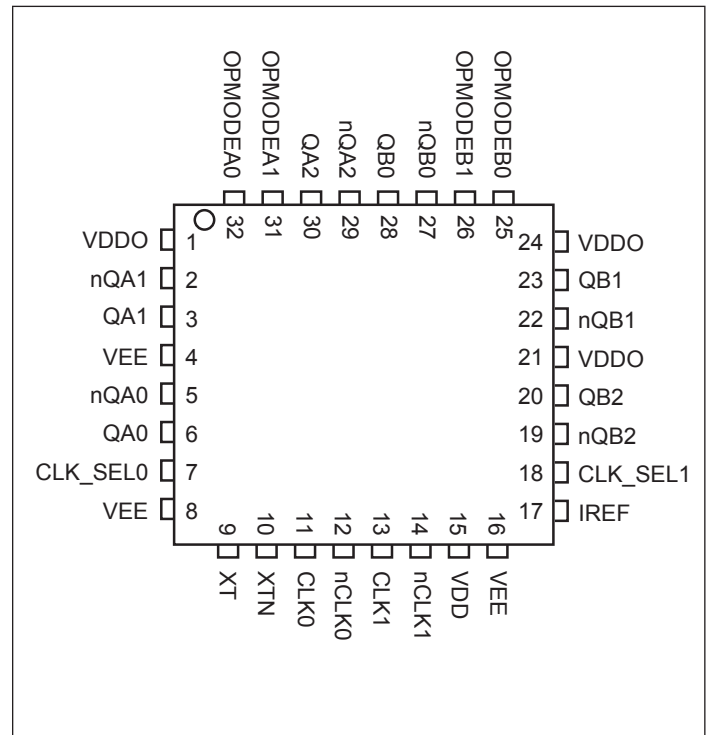 OPMODEA0
OPMODEA1
QA2
nQA2
QB0
nQB0
OPMODEB1
OPMODEB0
32
31
30
29
28
27
26
25
VDDO 1
nQA1 2
QA1 3
VEE 4
nQA0 5
QA0 6
CLK_SEL0 7
VEE 8
24 VDDO
23 QB1
22 nQB1
21 VDDO
20 QB2
19 nQB2
18 CLK_SEL1
17 IREF
9
10
11
12
13
14
15
16
XT
XTN
CLK0
nCLK0
CLK1
nCLK1
VDD
VEE